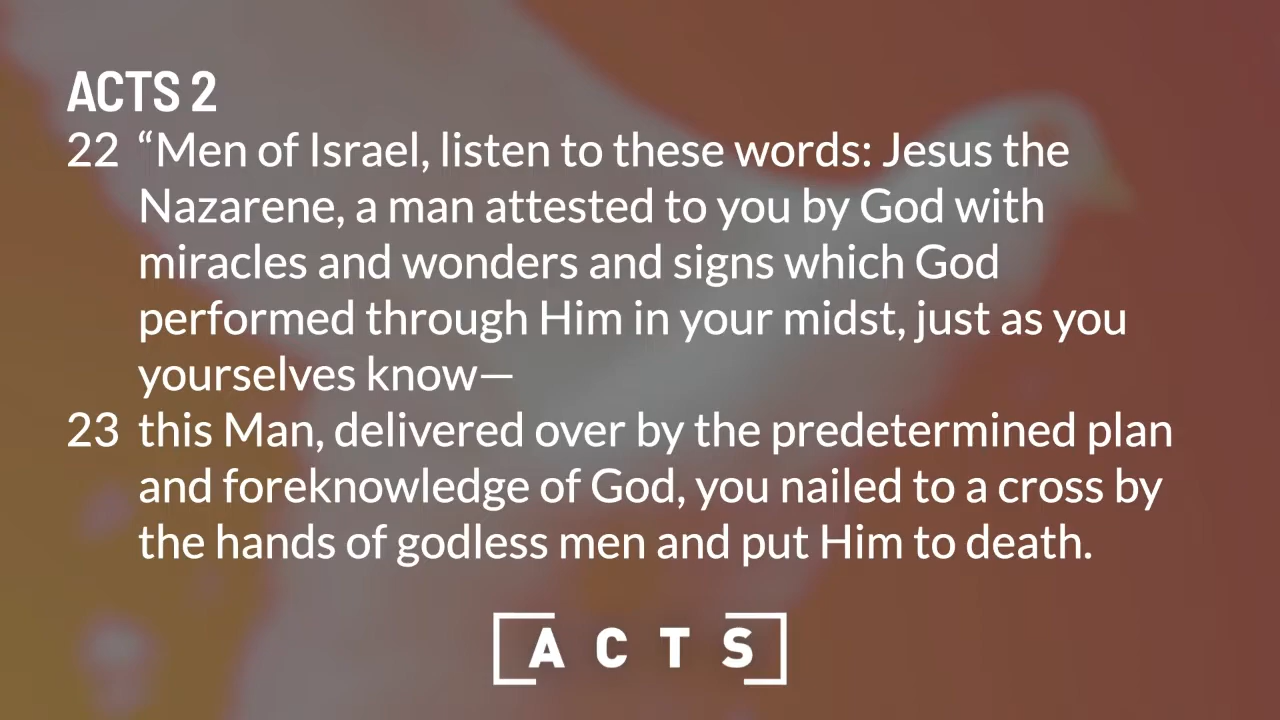 ACTS 2
22 “Men of Israel, listen to these words: Jesus the
Nazarene, a man attested to you by God with
miracles and wonders and signs which God
performed through Him in your midst, just as you
yourselves know—
23 this Man, delivered over by the predetermined plan
and foreknowledge of God, you nailed to a cross by
the hands of godless men and put Him to death.
ACTS